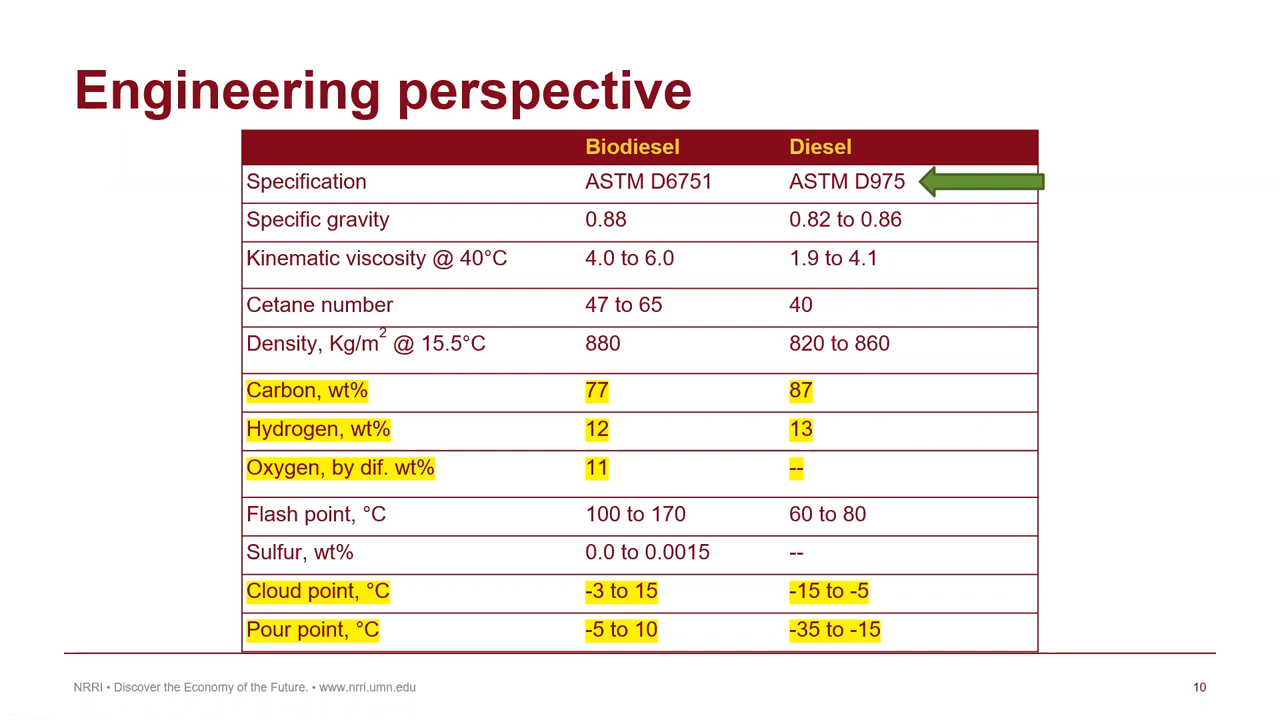 Engineering perspective
Biodiesel Diesel
Specification ASTM D6751 ASTM D975
Specific gravity 0.88 0.82 to 0.86
Kinematic viscosity @ 40°C 4.0 to 6.0 1.9 to 4.1
Cetane number 47 to 65 40
Density, Kg/m² @ 15.5°C 880 820 to 860
Carbon, wt% 77 87
Hydrogen, wt% 12 13
Oxygen, by dif. wt% 11 --
Flash point, °C 100 to 170 60 to 80
Sulfur, wt% 0.0 to 0.0015 --
Cloud point, °C -3 to 15 -15 to -5
Pour point, °C -5 to 10 -35 to -15
NRRI • Discover the Economy of the Future. • www.nrri.umn.edu 10